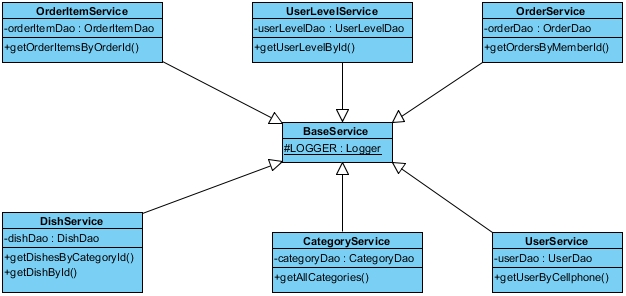 OrderItemService
-orderItemDao : OrderItemDao
+getOrderItemsByOrderId()
UserLevelService
-userLevelDao : UserLevelDao
+getUserLevelById()
OrderService
-orderDao : OrderDao
+getOrdersByMemberId()
BaseService
#LOGGER : Logger
DishService
-dishDao : DishDao
+getDishesByCategoryId()
+getDishById()
CategoryService
-categoryDao : CategoryDao
+getAllCategories()
UserService
-userDao : UserDao
+getUserByCellphone()